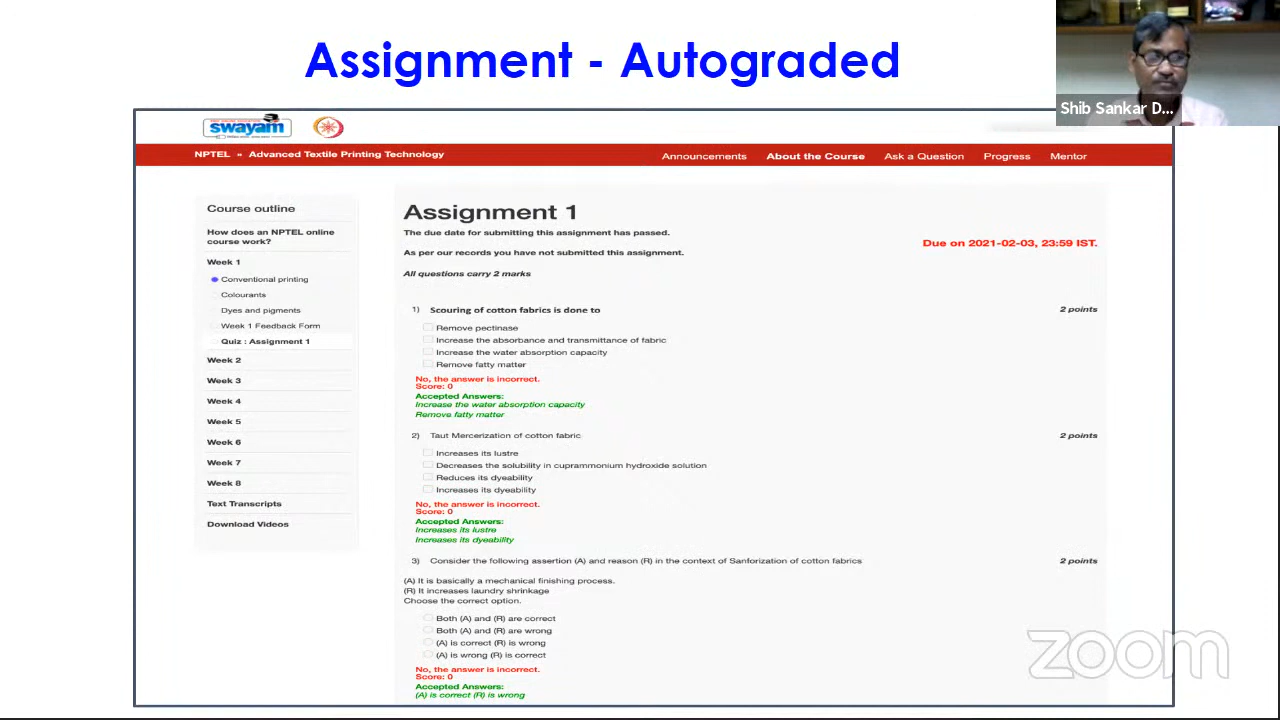 Assignment - Autograded
Shib Sankar D...
swayam
NPTEL » Advanced Textile Printing Technology
Announcements About the Course Ask a Question Progress Mentor
Course outline
How does an NPTEL online
course work?
Week 1
Conventional printing
Colourants
Dyes and pigments
Week 1 Feedback Form
Quiz : Assignment 1
Week 2
Week 3
Week 4
Week 5
Week 6
Week 7
Week 8
Text Transcripts
Download Videos
Assignment 1
The due date for submitting this assignment has passed.
Due on 2021-02-03, 23:59 IST.
As per our records you have not submitted this assignment.
All questions carry 2 marks
1) Scouring of cotton fabrics is done to 2 points
Remove pectinase
Increase the absorbance and transmittance of fabric
Increase the water absorption capacity
Remove fatty matter
No, the answer is incorrect.
Score: 0
Accepted Answers:
Increase the water absorption capacity
Remove fatty matter
2) Taut Mercerization of cotton fabric 2 points
Increases its lustre
Decreases the solubility in cuprammonium hydroxide solution
Reduces its dyeability
Increases its dyeability
No, the answer is incorrect.
Score: 0
Accepted Answers:
Increases its lustre
Increases its dyeability
3) Consider the following assertion (A) and reason (R) in the context of Sanforization of cotton fabrics 2 points
(A) It is basically a mechanical finishing process.
(R) It increases laundry shrinkage
Choose the correct option.
Both (A) and (R) are correct
Both (A) and (R) are wrong
(A) is correct (R) is wrong
(A) is wrong (R) is correct
No, the answer is incorrect.
Score: 0
Accepted Answers:
(A) is correct (R) is wrong
zoom